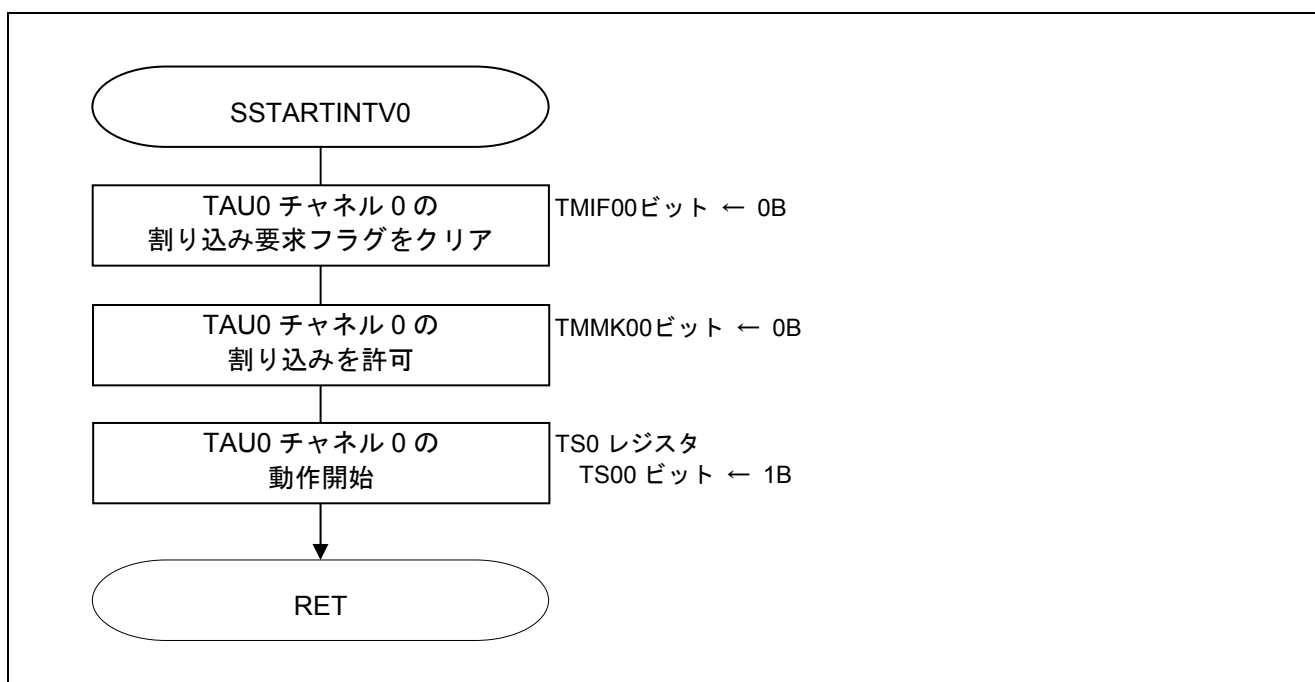 SSTARTINTV0
TAU0 チャネル 0 の
割り込み要求フラグをクリア
TMIF00ビット ← 0B
TAU0 チャネル 0 の
割り込みを許可
TMMK00ビット ← 0B
TAU0 チャネル 0 の
動作開始
TS0 レジスタ
TS00 ビット ← 1B
RET